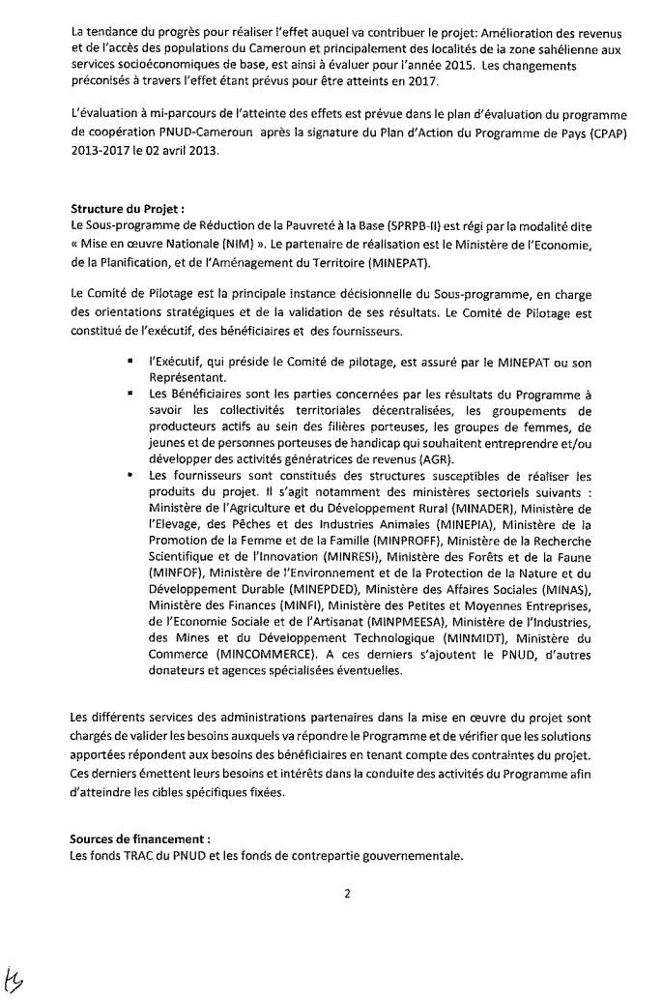 La tendance du progrès pour réaliser l'effet auquel va contribuer le projet: Amélioration des revenus
et de l'accès des populations du Cameroun et principalement des localités de la zone sahélienne aux
services socioéconomiques de base, est ainsi à évaluer pour l'année 2015. Les changements
préconisés à travers l'effet étant prévus pour être atteints en 2017.
L'évaluation à mi-parcours de l'atteinte des effets est prévue dans le plan d'évaluation du programme
de coopération PNUD-Cameroun après la signature du Plan d'Action du Programme de Pays (CPAP)
2013-2017 le 02 avril 2013.
Structure du Projet :
Le Sous-programme de Réduction de la Pauvreté à la Base (SPRPB-II) est régi par la modalité dite
« Mise en œuvre Nationale (NIM) ». Le partenaire de réalisation est le Ministère de l'Economie,
de la Planification, et de l'Aménagement du Territoire (MINEPAT).
Le Comité de Pilotage est la principale instance décisionnelle du Sous-programme, en charge
des orientations stratégiques et de la validation de ses résultats. Le Comité de Pilotage est
constitué de l'exécutif, des bénéficiaires et des fournisseurs.
▪ l'Exécutif, qui préside le Comité de pilotage, est assuré par le MINEPAT ou son
Représentant.
▪ Les Bénéficiaires sont les parties concernées par les résultats du Programme à
savoir les collectivités territoriales décentralisées, les groupements de
producteurs actifs au sein des filières porteuses, les groupes de femmes, de
jeunes et de personnes porteuses de handicap qui souhaitent entreprendre et/ou
développer des activités génératrices de revenus (AGR).
▪ Les fournisseurs sont constitués des structures susceptibles de réaliser les
produits du projet. Il s'agit notamment des ministères sectoriels suivants :
Ministère de l'Agriculture et du Développement Rural (MINADER), Ministère de
l'Elevage, des Pêches et des Industries Animales (MINEPIA), Ministère de la
Promotion de la Femme et de la Famille (MINPROFF), Ministère de la Recherche
Scientifique et de l'Innovation (MINRESI), Ministère des Forêts et de la Faune
(MINFOF), Ministère de l'Environnement et de la Protection de la Nature et du
Développement Durable (MINEPDED), Ministère des Affaires Sociales (MINAS),
Ministère des Finances (MINFI), Ministère des Petites et Moyennes Entreprises,
de l'Economie Sociale et de l'Artisanat (MINPMEESA), Ministère de l'Industries,
des Mines et du Développement Technologique (MINMIDT), Ministère du
Commerce (MINCOMMERCE). A ces derniers s'ajoutent le PNUD, d'autres
donateurs et agences spécialisées éventuelles.
Les différents services des administrations partenaires dans la mise en œuvre du projet sont
chargés de valider les besoins auxquels va répondre le Programme et de vérifier que les solutions
apportées répondent aux besoins des bénéficiaires en tenant compte des contraintes du projet.
Ces derniers émettent leurs besoins et intérêts dans la conduite des activités du Programme afin
d'atteindre les cibles spécifiques fixées.
Sources de financement :
Les fonds TRAC du PNUD et les fonds de contrepartie gouvernementale.
2